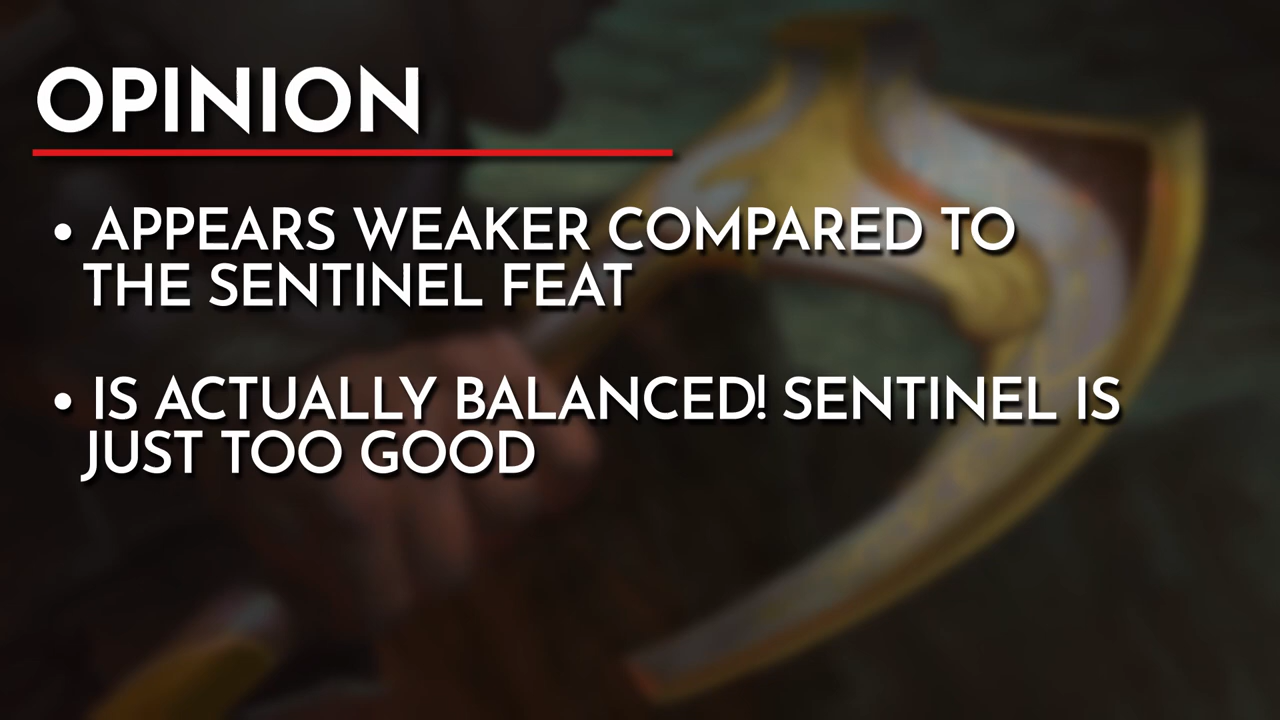 OPINION
• APPEARS WEAKER COMPARED TO
THE SENTINEL FEAT
• IS ACTUALLY BALANCED! SENTINEL IS
JUST TOO GOOD